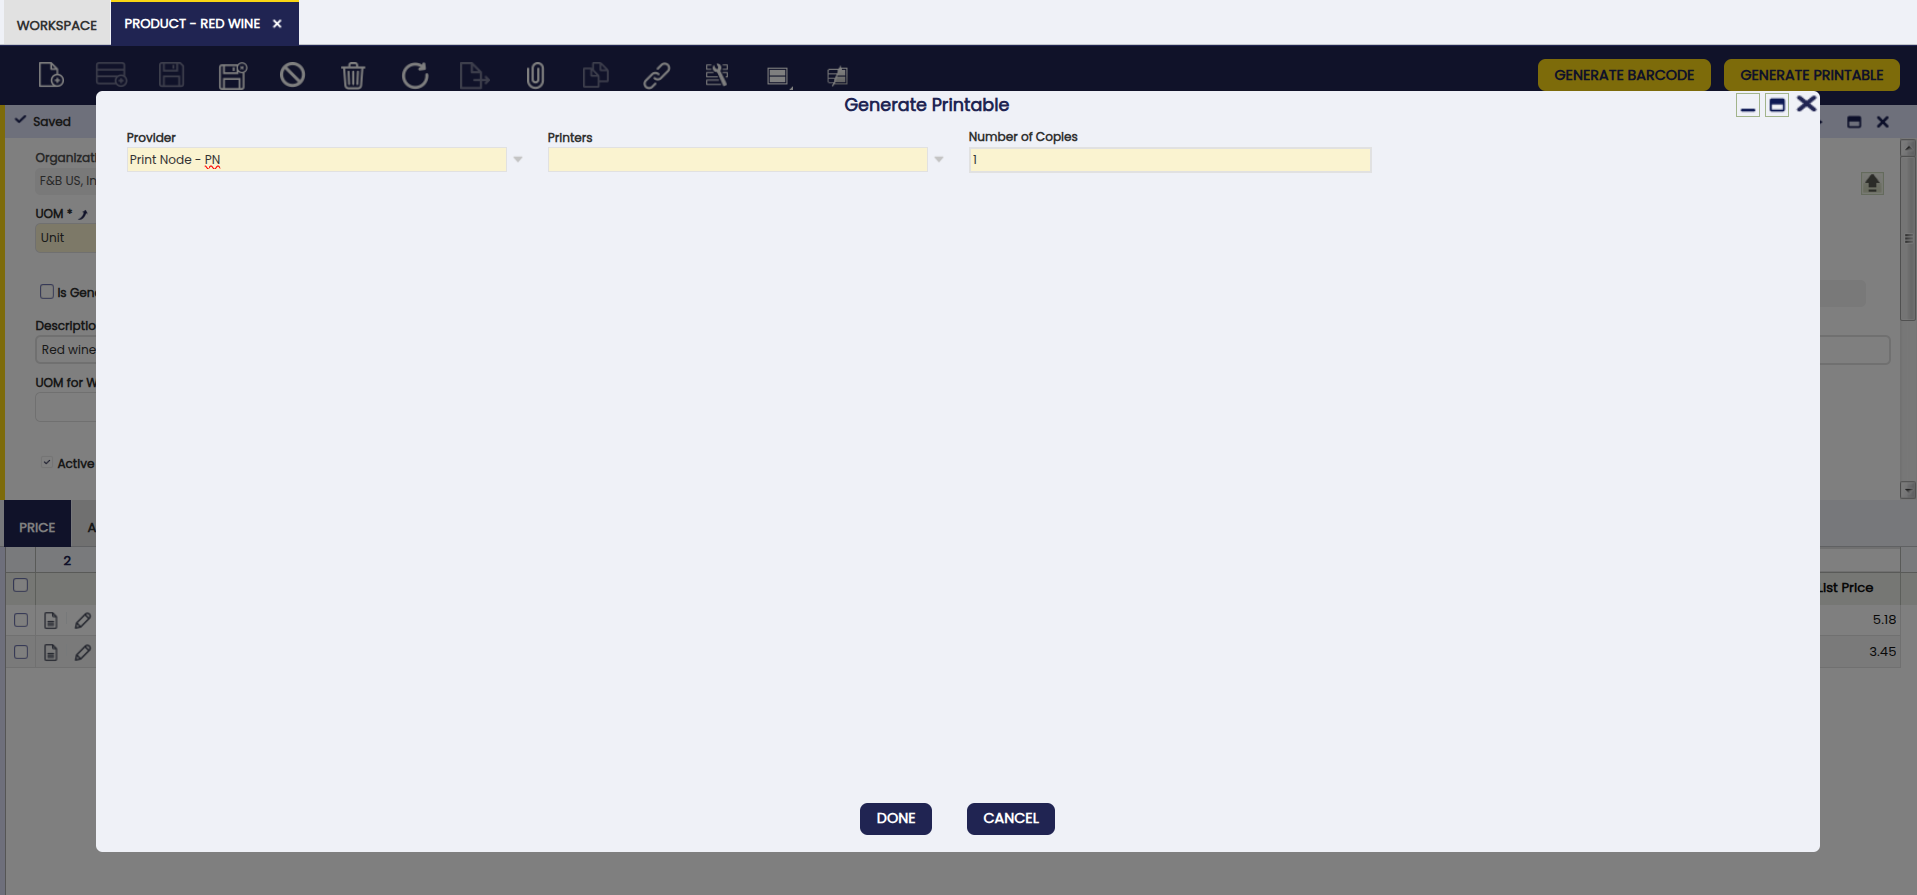 WORKSPACE
PRODUCT - RED WINE ×
GENERATE BARCODE
GENERATE PRINTABLE
Generate Printable
Saved
Provider
Printers
Number of Copies
Print Node - PN
1
F&B US, In
UOM *
Unit
Is Gen
Red wine
UOM for W
Active
PRICE
A
2
List Price
5.18
3.45
DONE
CANCEL